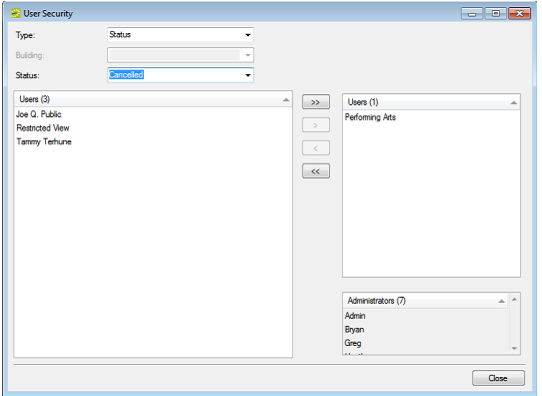 User Security
Type: Status
Building:
Status: Cancelled
Users (3)
Joe Q. Public
Restricted View
Tammy Terhune
>>
>
<
<<
Users (1)
Performing Arts
Administrators (7)
Admin
Bryan
Greg
Close